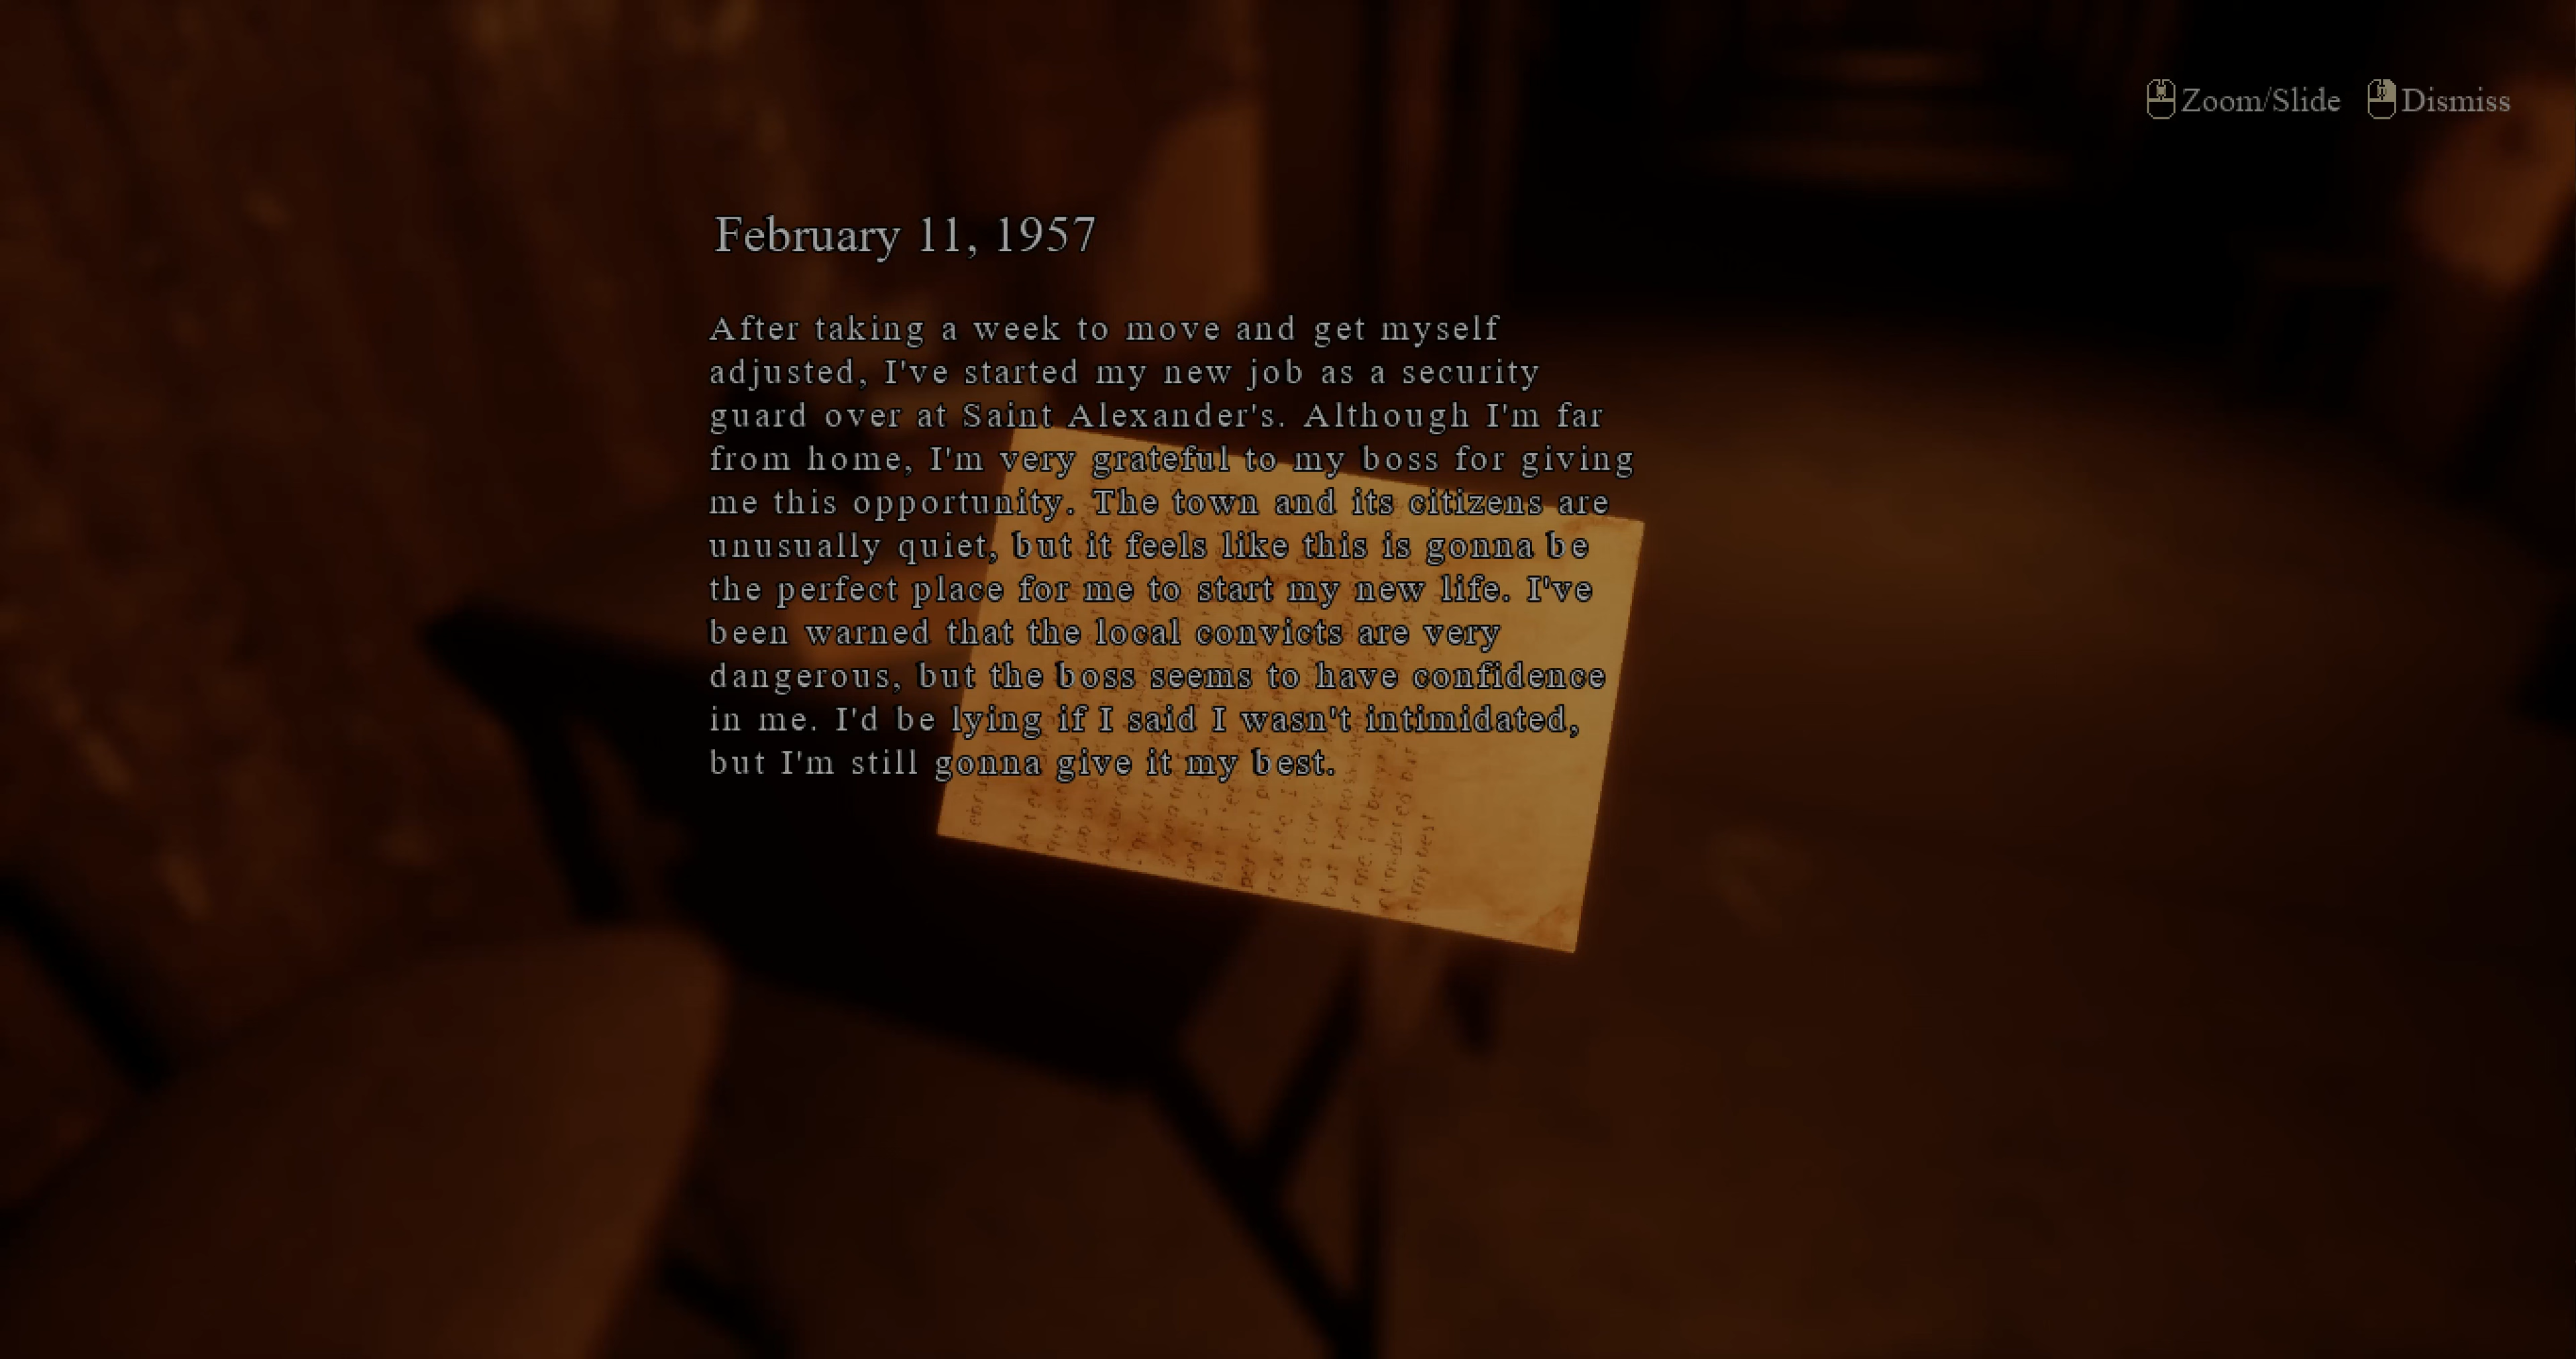 Zoom/Slide Dismiss
February 11, 1957
After taking a week to move and get myself
adjusted, I've started my new job as a security
guard over at Saint Alexander's. Although I'm far
from home, I'm very grateful to my boss for giving
me this opportunity. The town and its citizens are
unusually quiet, but it feels like this is gonna be
the perfect place for me to start my new life. I've
been warned that the local convicts are very
dangerous, but the boss seems to have confidence
in me. I'd be lying if I said I wasn't intimidated,
but I'm still gonna give it my best.